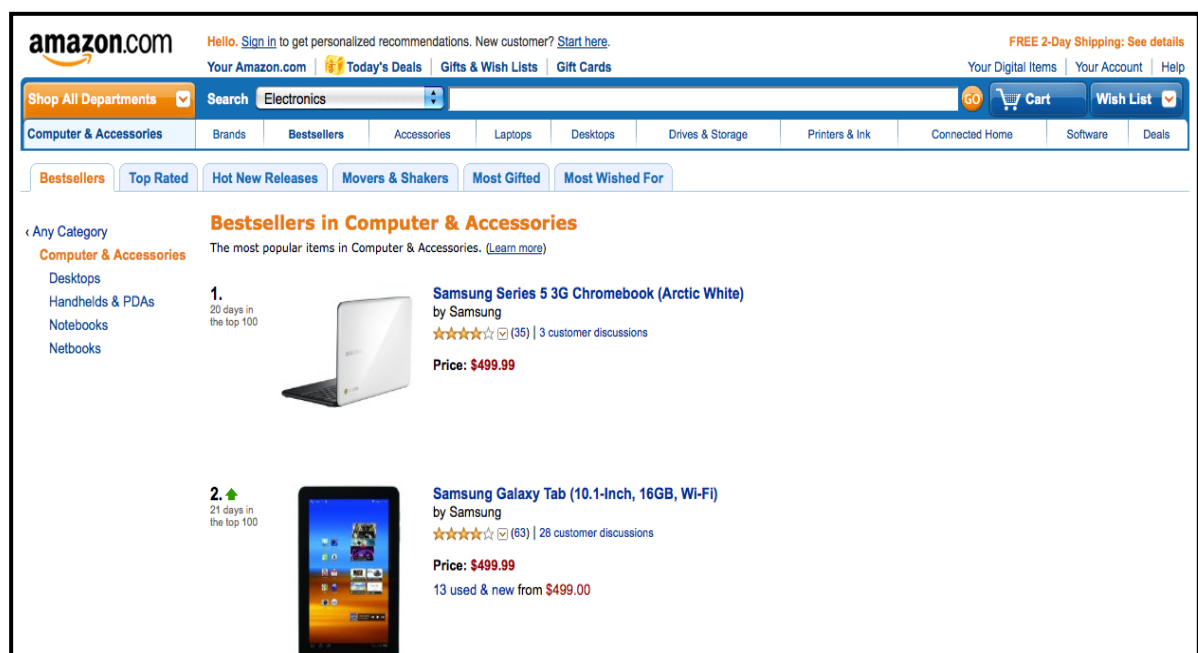 amazon.com
Hello. Sign in to get personalized recommendations. New customer? Start here.
FREE 2-Day Shipping: See details
Your Amazon.com Today's Deals Gifts & Wish Lists Gift Cards
Your Digital Items Your Account Help
Shop All Departments Search Electronics GO Cart Wish List
Computer & Accessories Brands Bestsellers Accessories Laptops Desktops Drives & Storage Printers & Ink Connected Home Software Deals
Bestsellers Top Rated Hot New Releases Movers & Shakers Most Gifted Most Wished For
‹ Any Category
Computer & Accessories
Desktops
Handhelds & PDAs
Notebooks
Netbooks
Bestsellers in Computer & Accessories
The most popular items in Computer & Accessories. (Learn more)
1.
20 days in
the top 100
Samsung Series 5 3G Chromebook (Arctic White)
by Samsung
(35) | 3 customer discussions
Price: $499.99
2.
21 days in
the top 100
Samsung Galaxy Tab (10.1-Inch, 16GB, Wi-Fi)
by Samsung
(63) | 28 customer discussions
Price: $499.99
13 used & new from $499.00